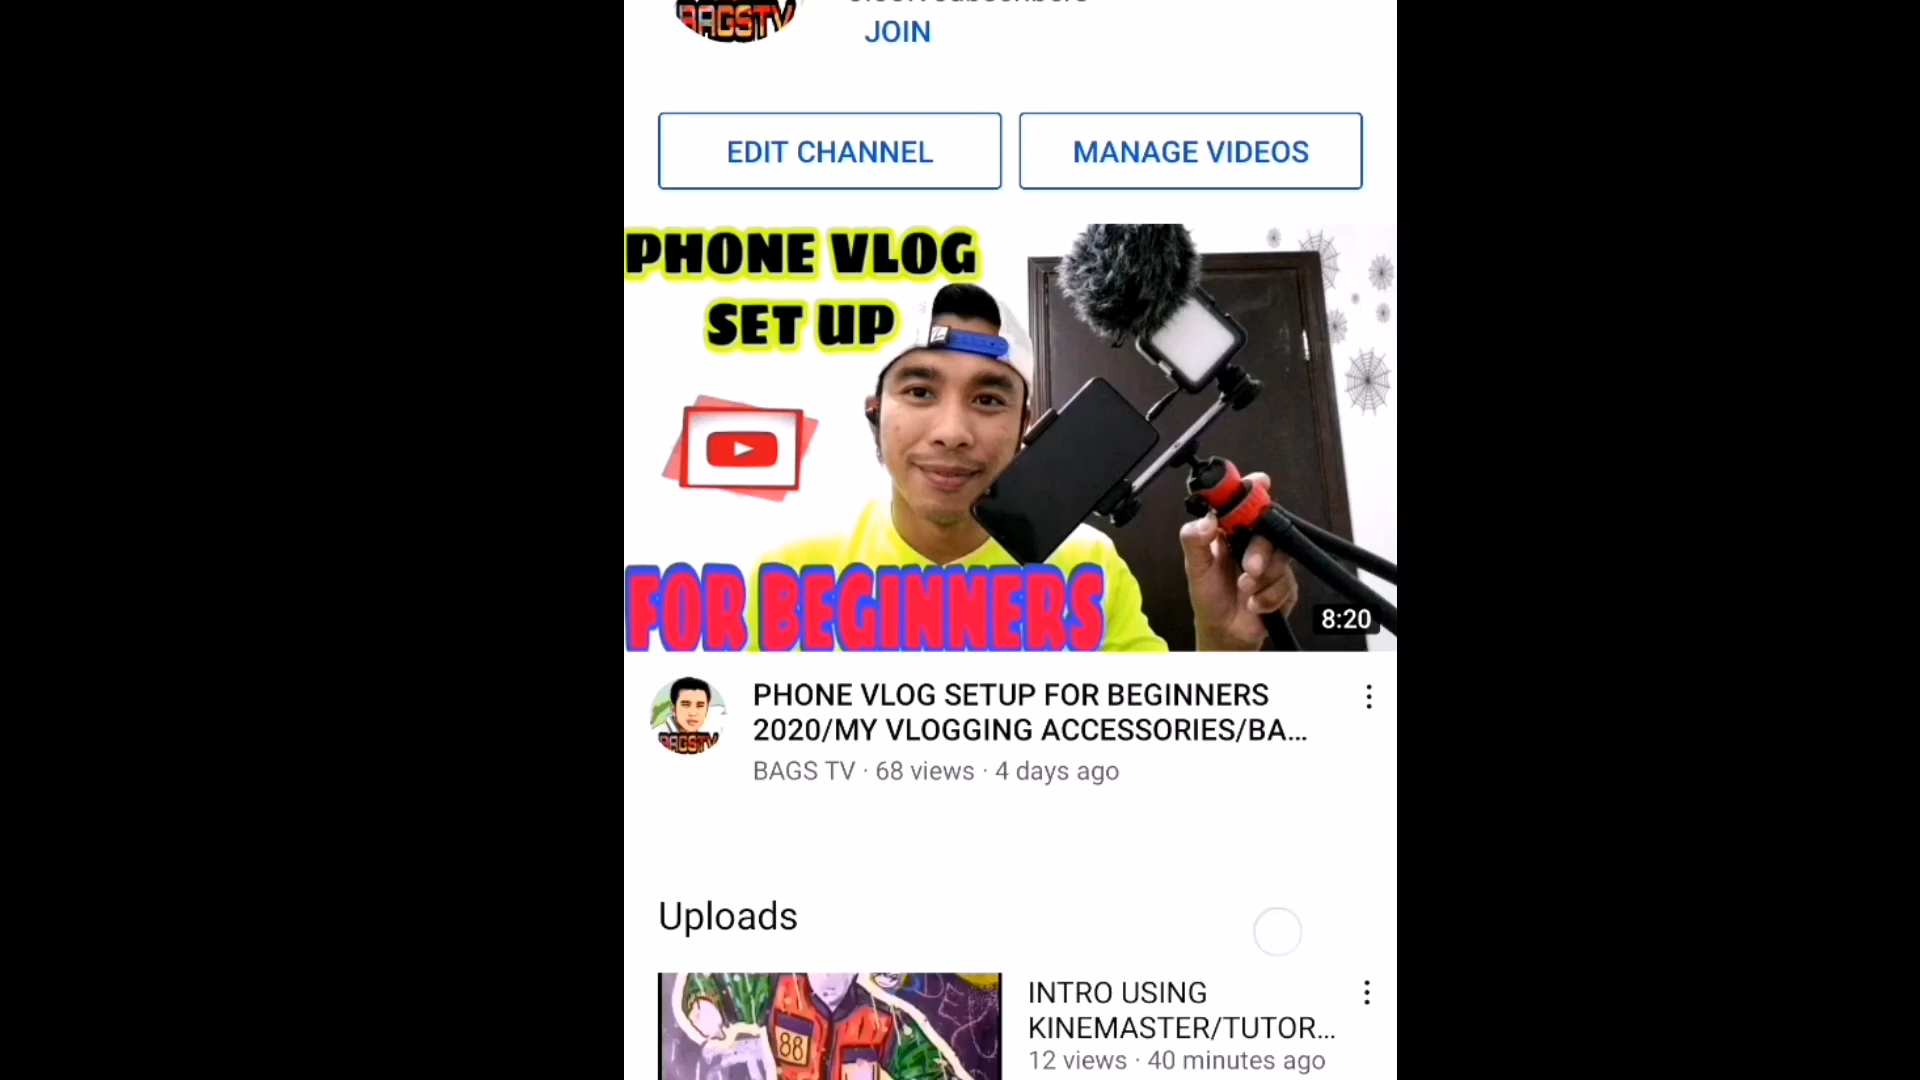 BAGSTV
JOIN
EDIT CHANNEL
MANAGE VIDEOS
PHONE VLOG
SET UP
FOR BEGINNERS
8:20
PHONE VLOG SETUP FOR BEGINNERS
2020/MY VLOGGING ACCESSORIES/BA...
BAGSTV
BAGS TV · 68 views · 4 days ago
Uploads
88
INTRO USING
KINEMASTER/TUTOR...
12 views · 40 minutes ago